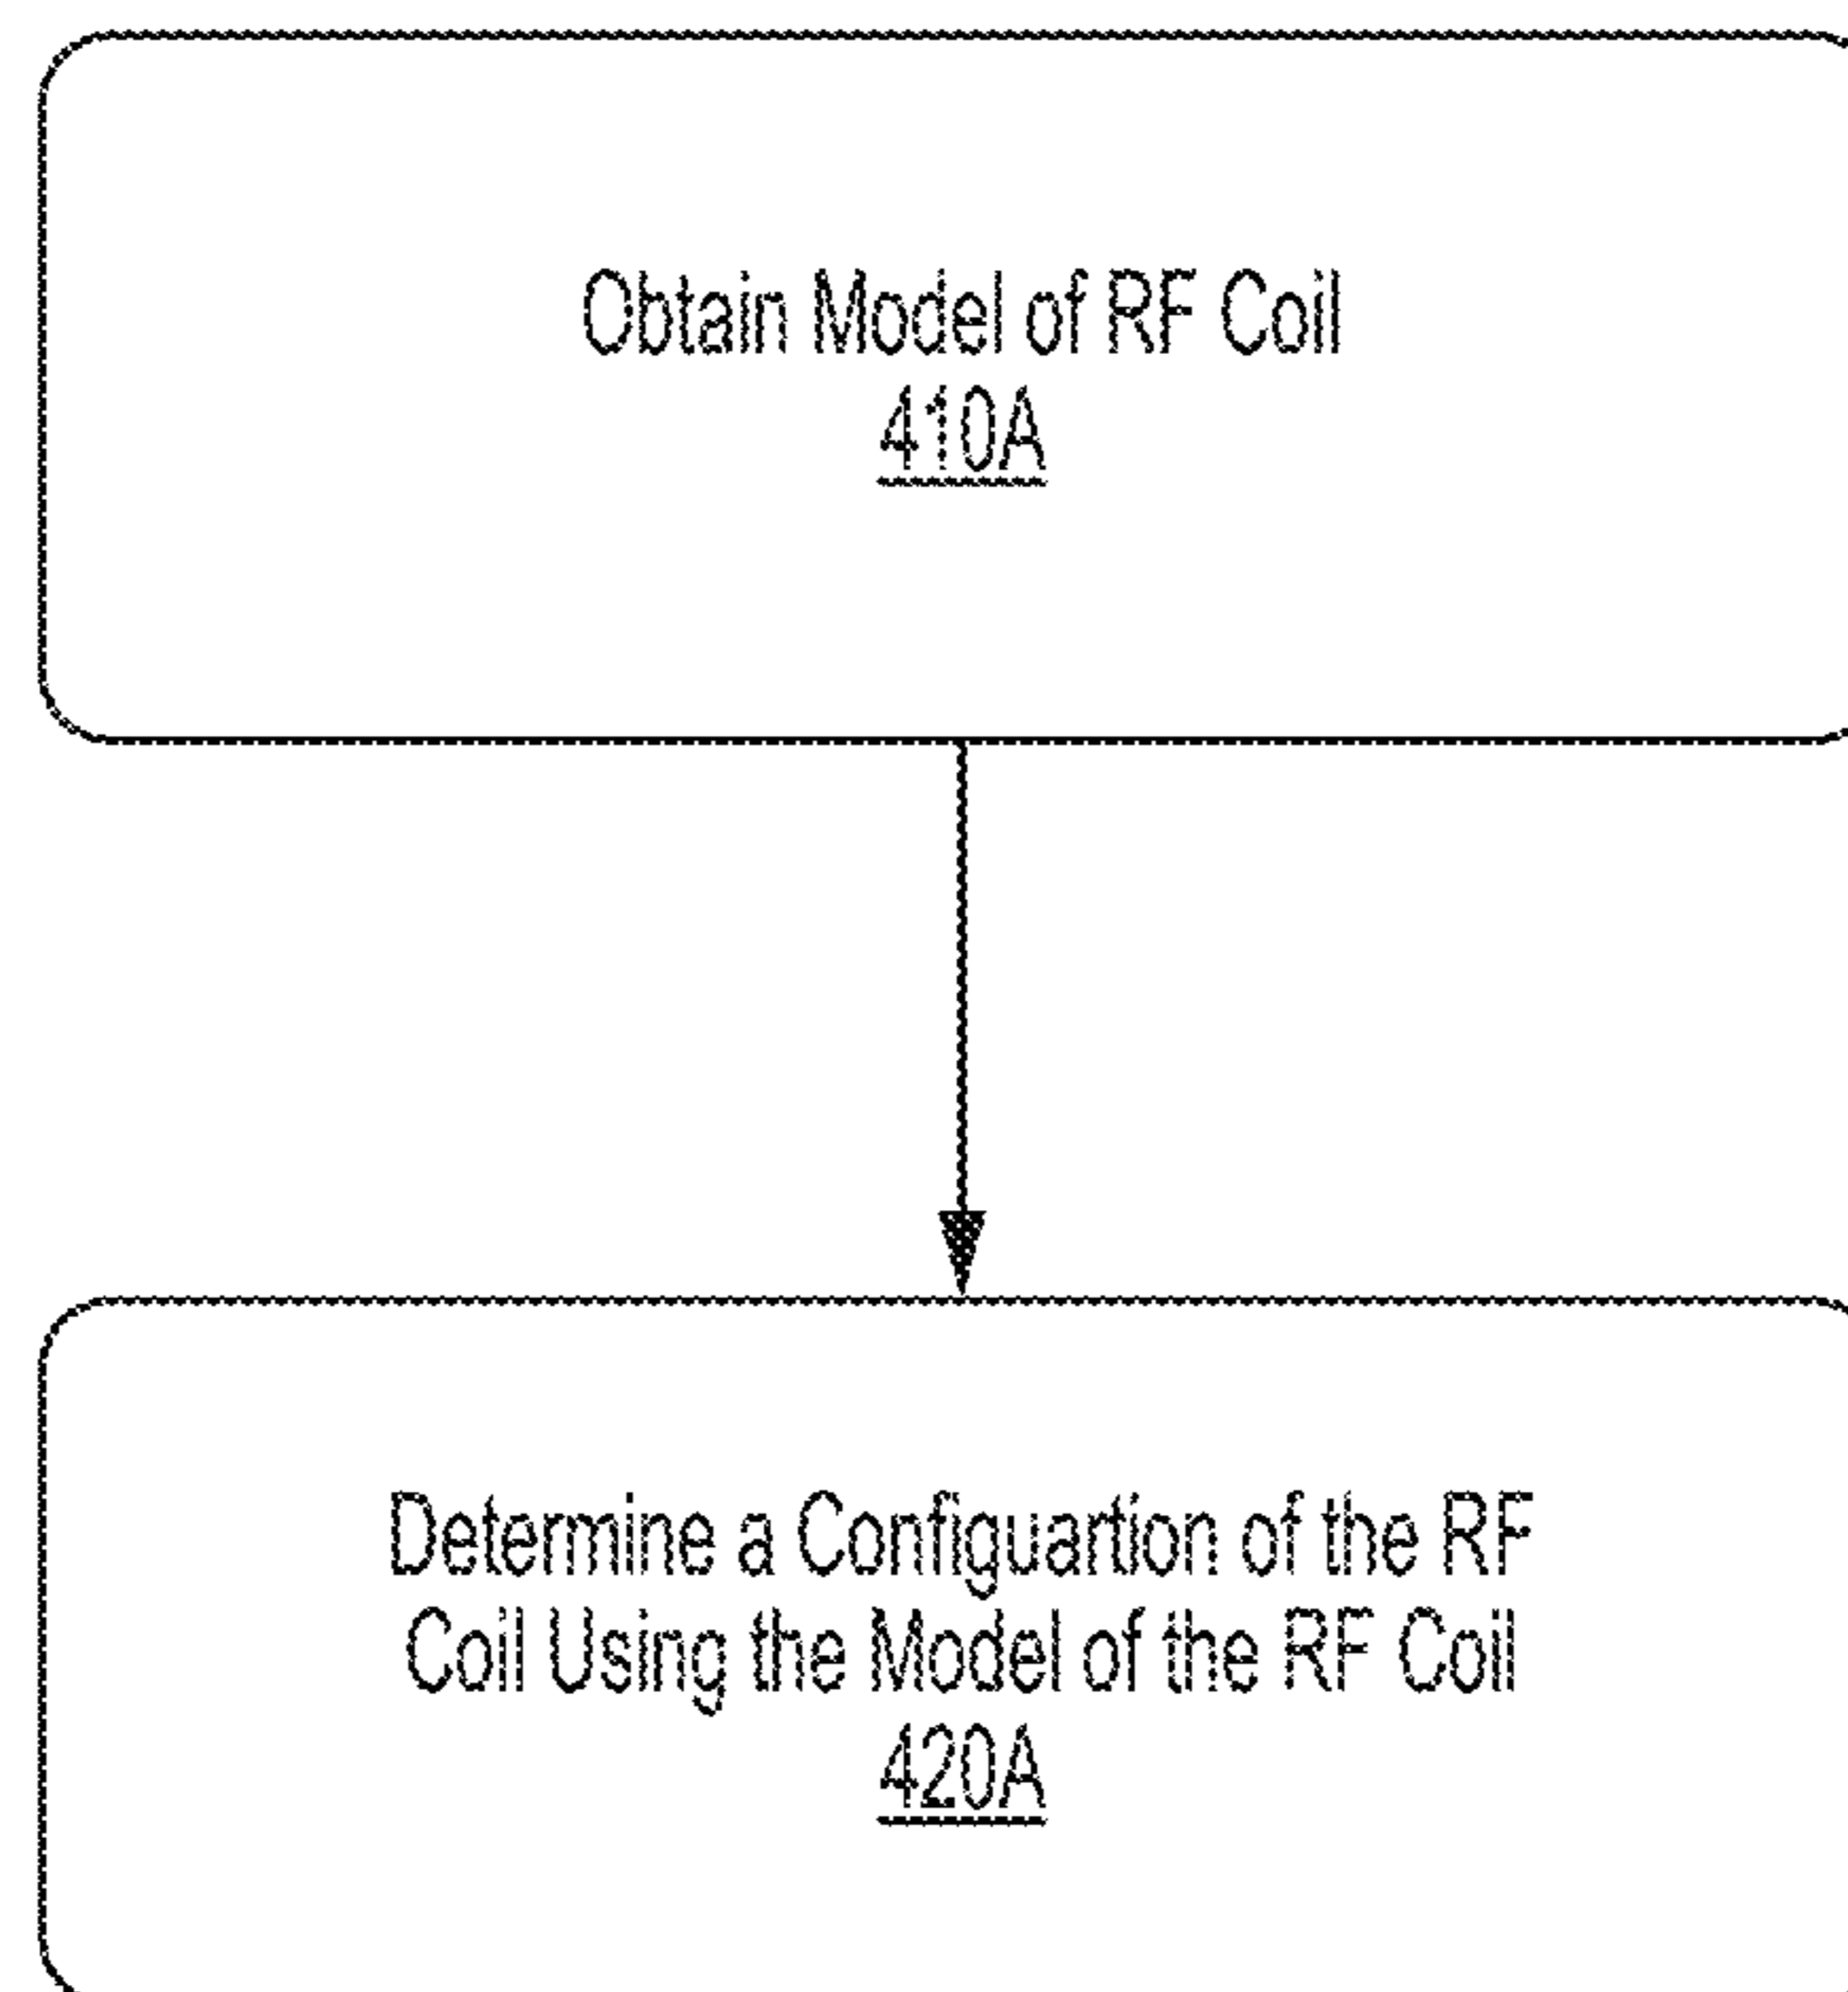 Obtain Model of RF Coil
410A
Determine a Configuartion of the RF
Coil Using the Model of the RF Coil
420A